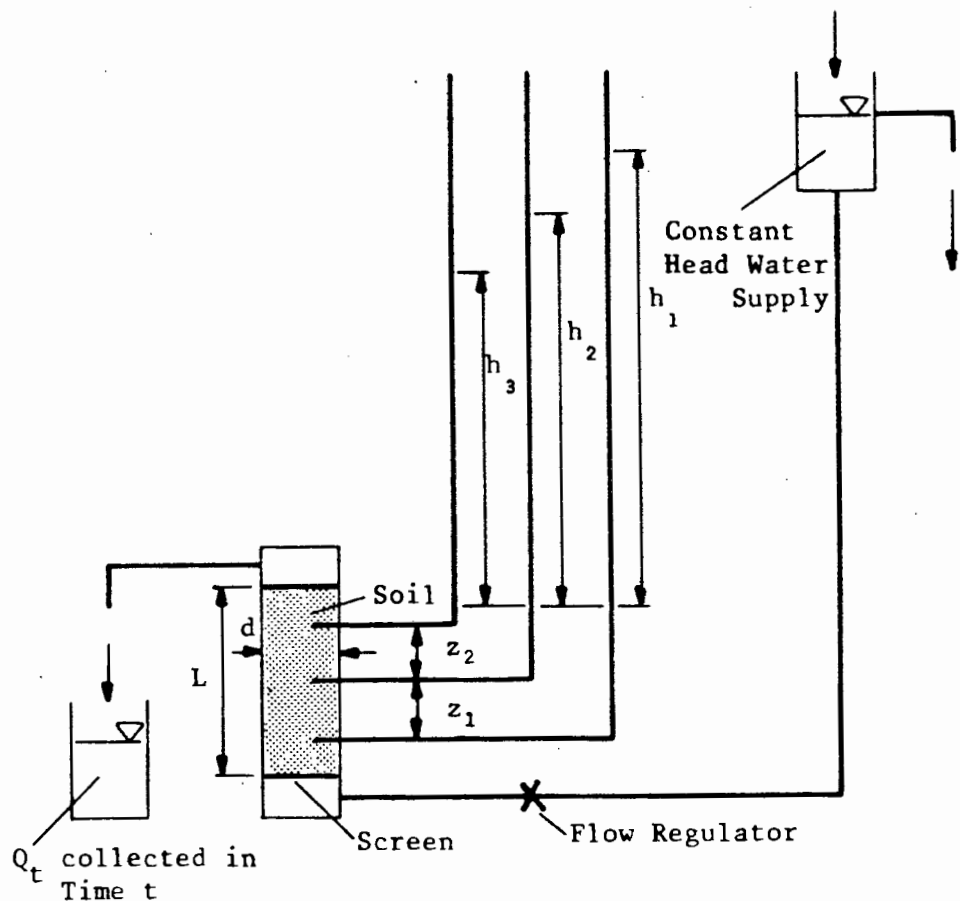 Constant
Head Water
Supply
h1
h2
h3
Soil
d
z2
L
z1
Screen
Flow Regulator
Qt collected in
Time t